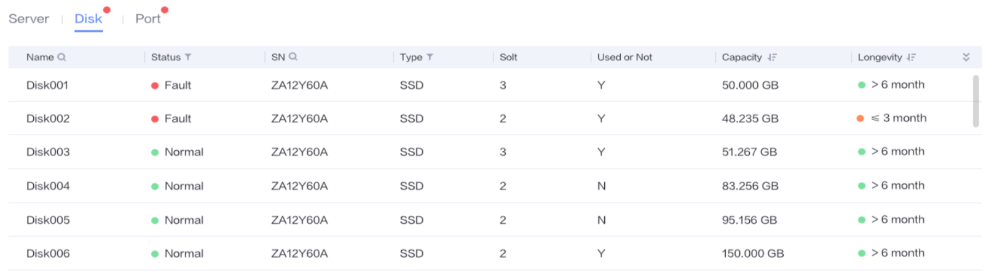 Server Disk Port
Name Status SN Type Solt Used or Not Capacity Longevity
Disk001 Fault ZA12Y60A SSD 3 Y 50.000 GB > 6 month
Disk002 Fault ZA12Y60A SSD 2 Y 48.235 GB ≤ 3 month
Disk003 Normal ZA12Y60A SSD 3 Y 51.267 GB > 6 month
Disk004 Normal ZA12Y60A SSD 2 N 83.256 GB > 6 month
Disk005 Normal ZA12Y60A SSD 2 N 95.156 GB > 6 month
Disk006 Normal ZA12Y60A SSD 2 Y 150.000 GB > 6 month